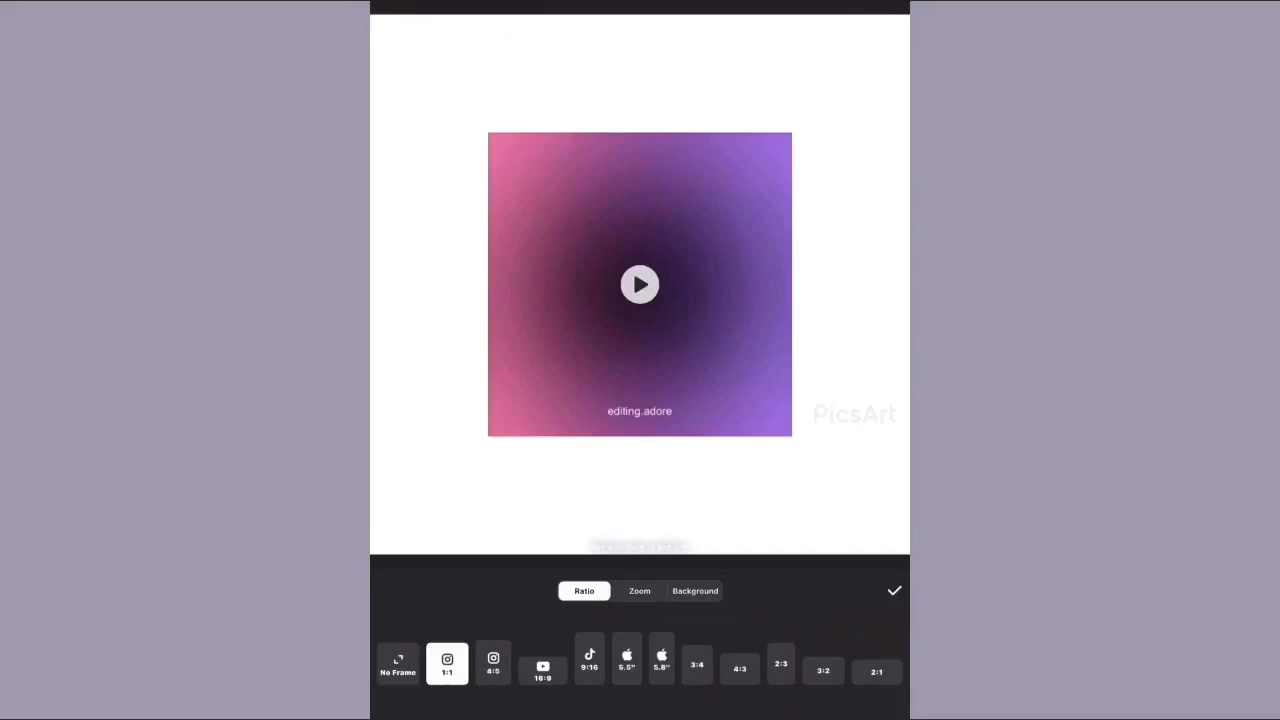 editing.adore
PicsArt
Ratio
Zoom
Background
No Frame
1:1
4:5
16:9
9:16
5.5"
5.8"
3:4
4:3
2:3
3:2
2:1